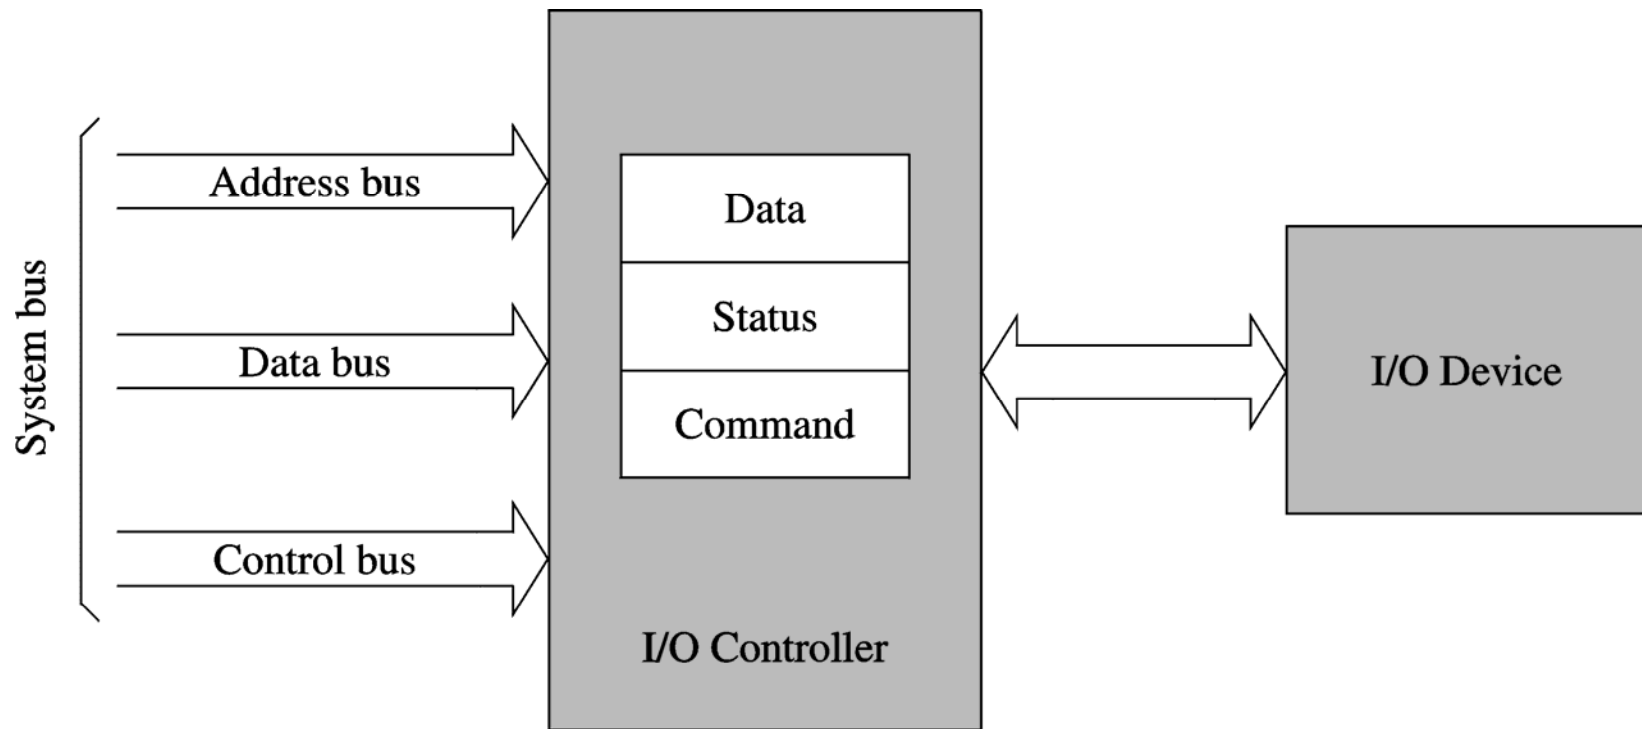 System bus
Address bus
Data bus
Control bus
Data
Status
Command
I/O Controller
I/O Device